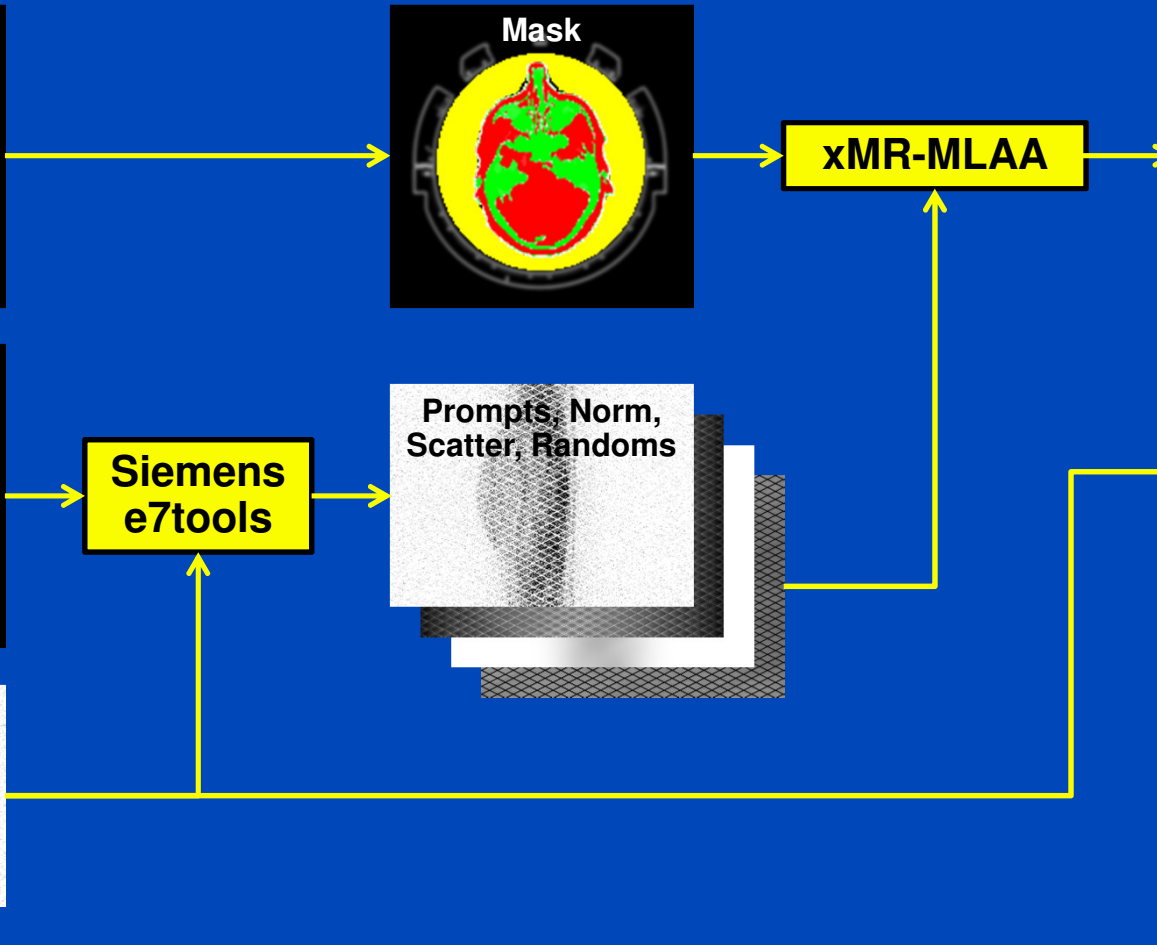 Mask
xMR-MLAA
Prompts, Norm,
Scatter, Randoms
Siemens
e7tools